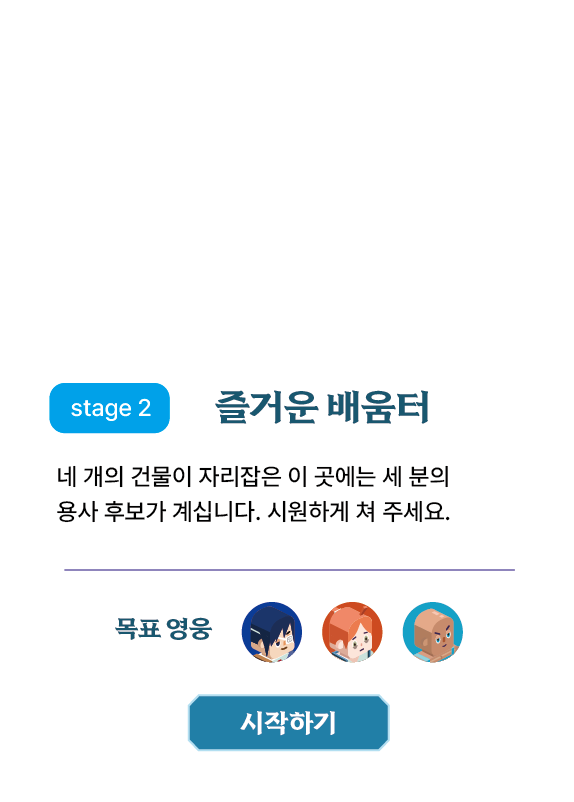 stage 2
즐거운 배움터
네 개의 건물이 자리잡은 이 곳에는 세 분의
용사 후보가 계십니다. 시원하게 쳐 주세요.
목표 영웅
시작하기